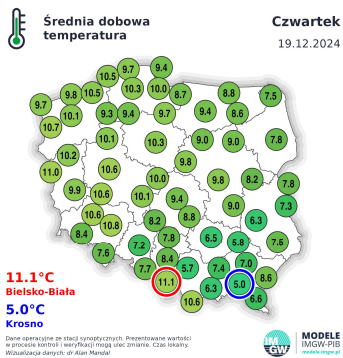 Średnia dobowa
temperatura
Czwartek
19.12.2024
9.7 9.4
10.5
10.3 10.0
9.8 10.5 8.7 8.8 7.5
9.7
10.1 9.3 9.4 9.7 9.4 8.6
10.7
10.1 10.3 9.0 9.0 7.8
10.2
9.8
11.0 10.6
10.0 9.8 8.2 7.8
9.9 10.6 10.1 9.4
9.0 7.3
10.6 8.2 8.8 6.3
10.8
8.4 7.2 7.8 6.5 5.8
7.6 8.4
7.7 5.7 7.4 7.0
11.1 6.3 5.0 8.6
10.6 6.6
11.1°C
Bielsko-Biała
5.0°C
Krosno
Dane operacyjne ze stacji synoptycznych. Prezentowane wartości
w procesie kontroli i weryfikacji mogą ulec zmianie. Czas lokalny.
Wizualizacja danych: dr Alan Mandal
IM
GW
MODELE
IMGW-PIB